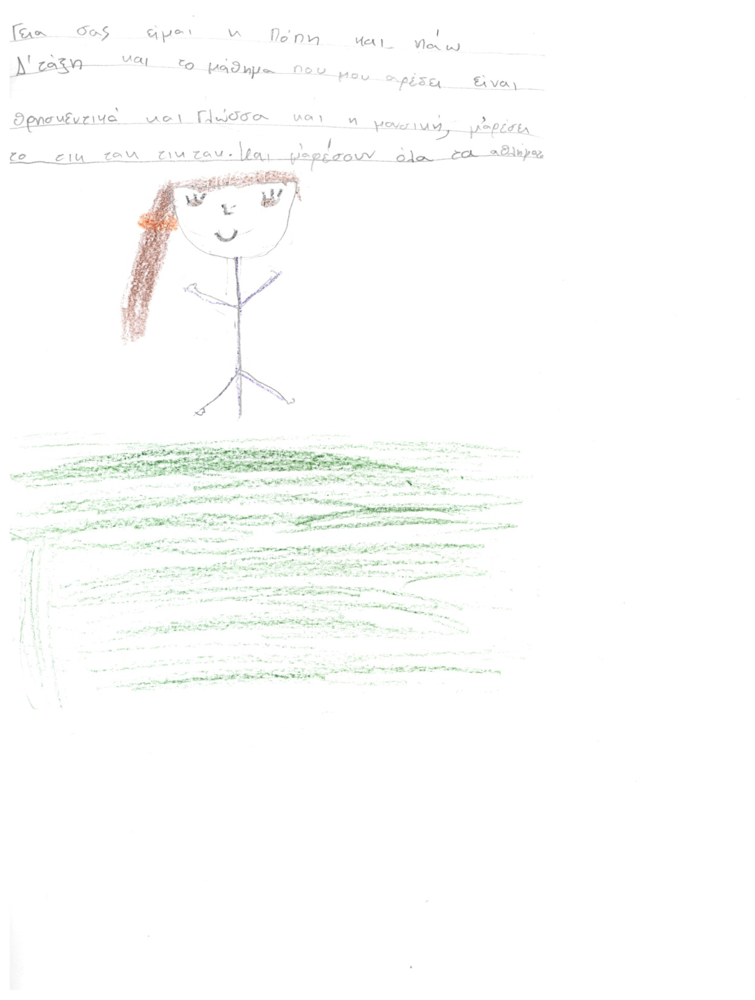 Γεια σας είμαι η Πόπη και πάω
Δ' τάξη και το μάθημα που μου αρέσει είναι
θρησκευτικά και Γλώσσα και η μουσική, μ'αρέσει
το τικ τακ τικ τακ. Και μ'αρέσουν όλα τα αθλήματα